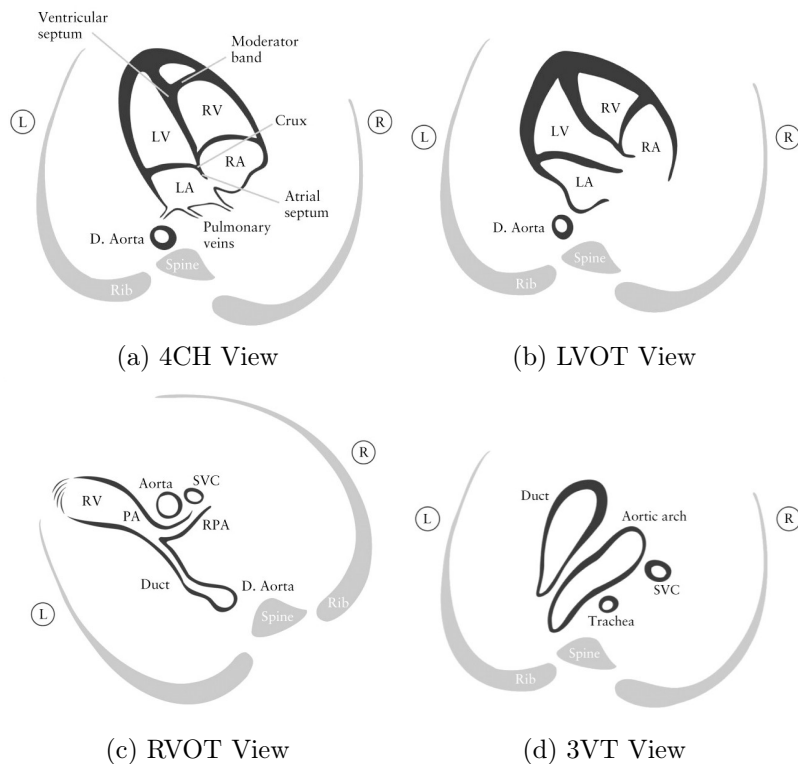 Ventricular
septum
Moderator
band
L
R
RV
LV
Crux
RA
LA
Atrial
septum
D. Aorta
Pulmonary
veins
Spine
Rib
(a) 4CH View
L
R
RV
LV
RA
LA
D. Aorta
Spine
Rib
(b) LVOT View
R
SVC
Aorta
RV
PA
RPA
Duct
D. Aorta
L
Spine
Rib
(c) RVOT View
Duct
Aortic arch
L
R
SVC
Trachea
Spine
Rib
(d) 3VT View